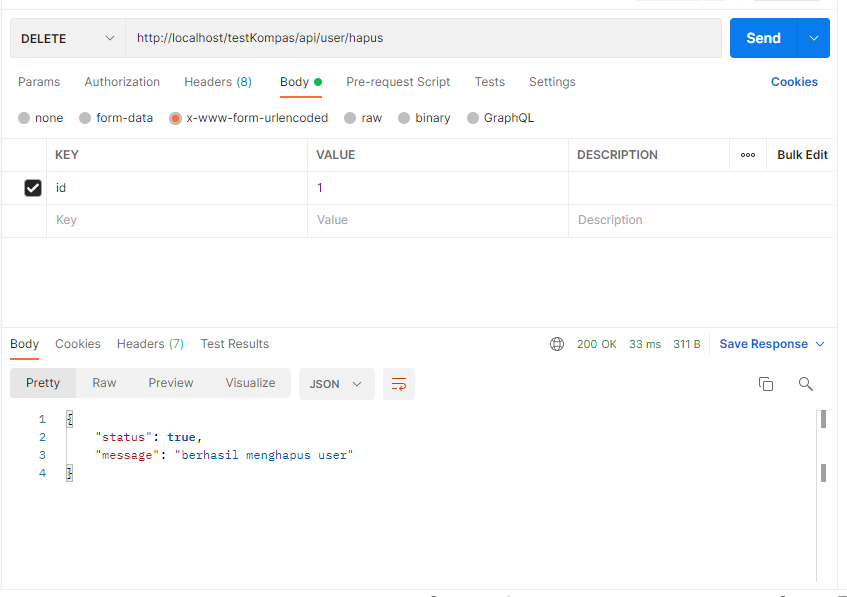 DELETE http://localhost/testKompas/api/user/hapus Send
Params Authorization Headers (8) Body Pre-request Script Tests Settings Cookies
none form-data x-www-form-urlencoded raw binary GraphQL
KEY VALUE DESCRIPTION ooo Bulk Edit
id 1
Key Value Description
Body Cookies Headers (7) Test Results 200 OK 33 ms 311 B Save Response
Pretty Raw Preview Visualize JSON
1 {
2 "status": true,
3 "message": "berhasil menghapus user"
4 }